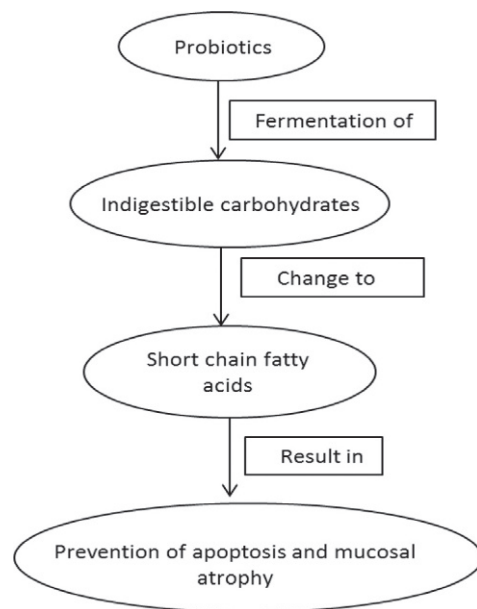 Probiotics
Fermentation of
Indigestible carbohydrates
Change to
Short chain fatty
acids
Result in
Prevention of apoptosis and mucosal
atrophy